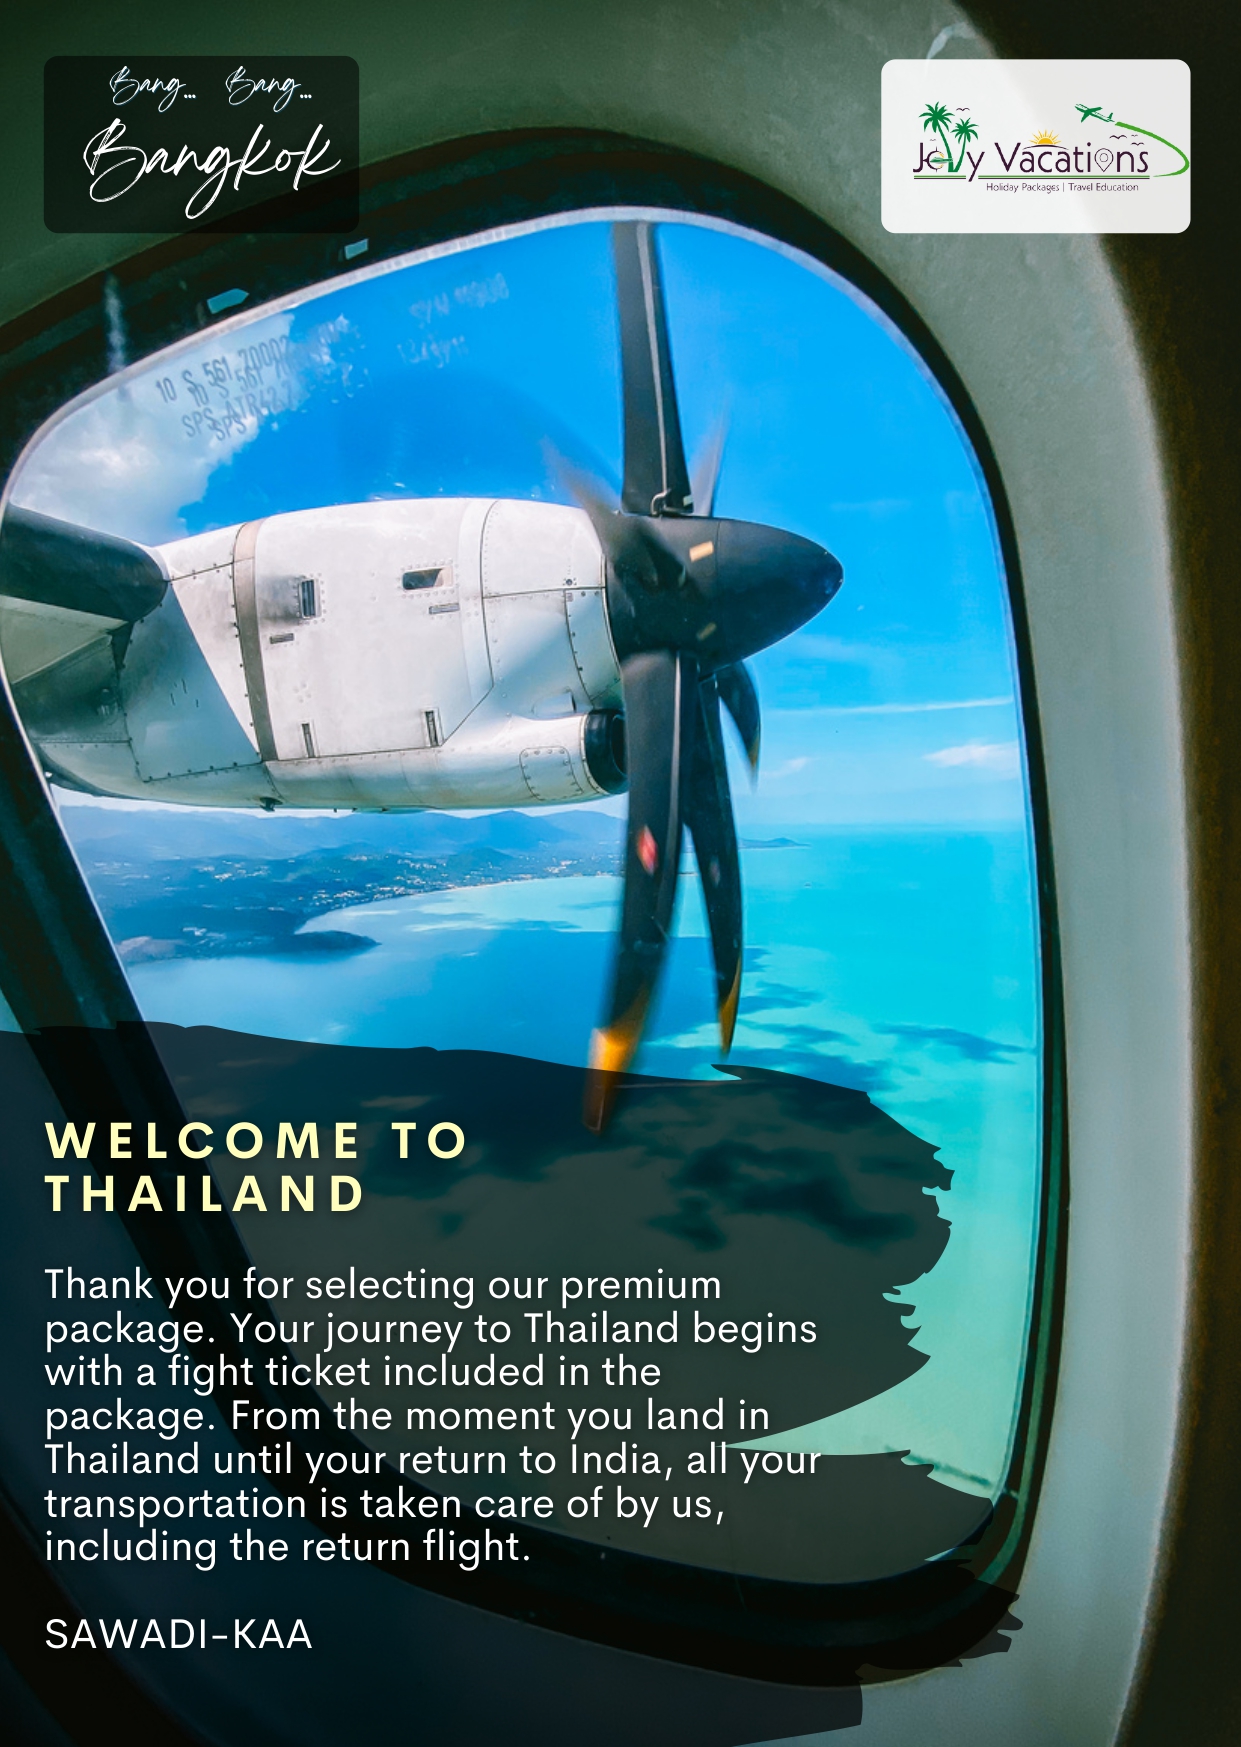 Bang... Bang...
Bangkok
Jolly Vacations
Holiday Packages | Travel Education
10 S 561
WELCOME TO
THAILAND
Thank you for selecting our premium
package. Your journey to Thailand begins
with a fight ticket included in the
package. From the moment you land in
Thailand until your return to India, all your
transportation is taken care of by us,
including the return flight.
SAWADI-KAA